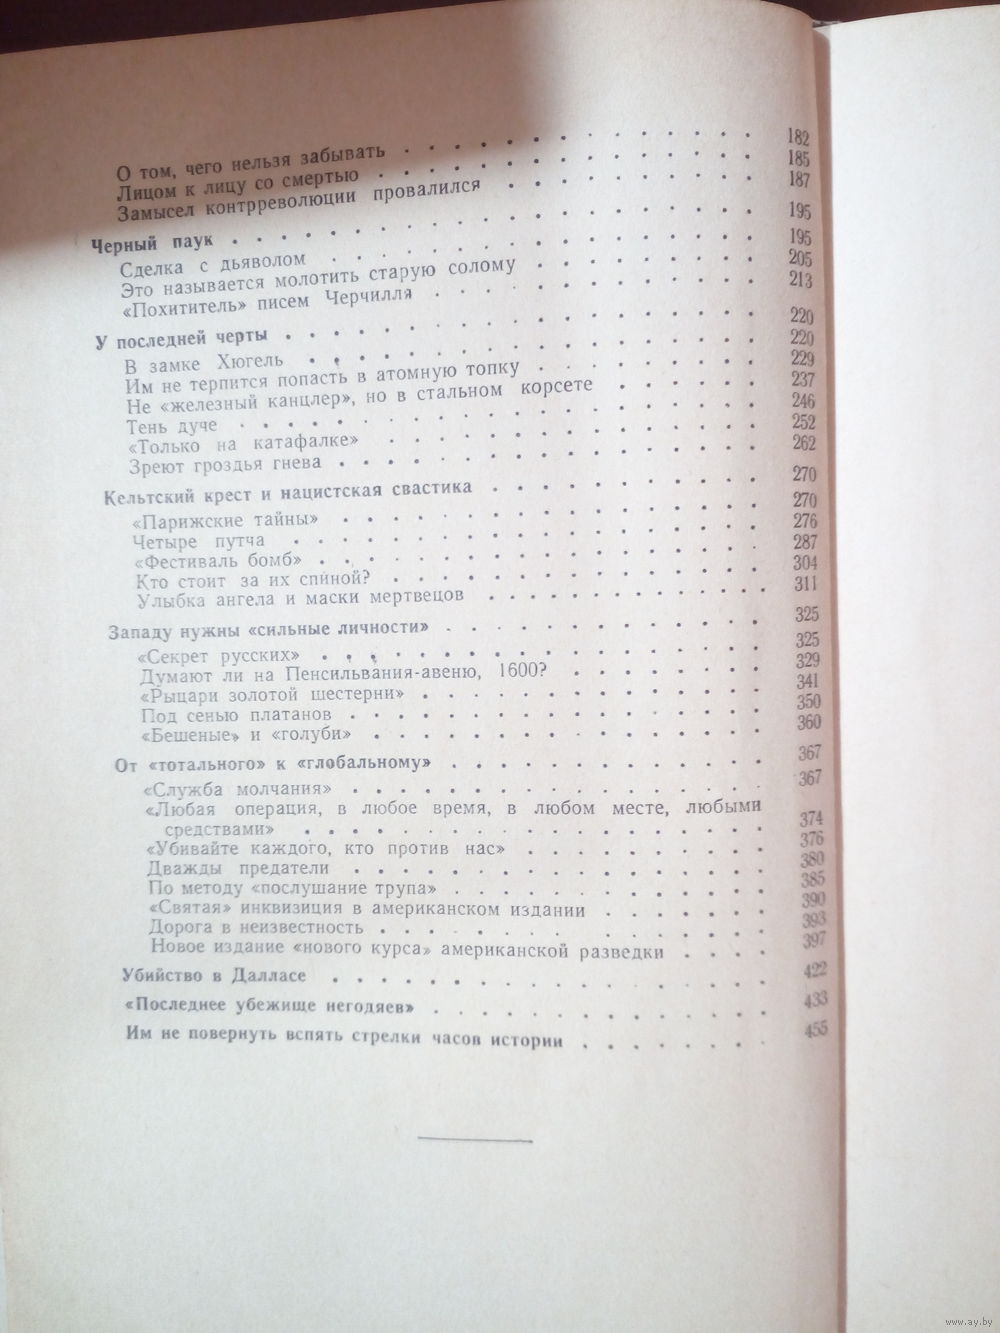 О том, чего нельзя забывать . . . . . . . . . . 182
Лицом к лицу со смертью . . . . . . . . . . 185
Замысел контрреволюции провалился . . . . . . . 187
Черный паук . . . . . . . . . . . . . . 195
Сделка с дьяволом . . . . . . . . . . . . 195
Это называется молотить старую солому . . . . . . 205
«Похититель» писем Черчилля . . . . . . . . . 213
У последней черты . . . . . . . . . . . . 220
В замке Хюгель . . . . . . . . . . . . 220
Им не терпится попасть в атомную топку . . . . . . 229
Не «железный канцлер», но в стальном корсете . . . . 237
Тень дуче . . . . . . . . . . . . . . 246
«Только на катафалке» . . . . . . . . . . 252
Зреют гроздья гнева . . . . . . . . . . . 262
Кельтский крест и нацистская свастика . . . . . . . 270
«Парижские тайны» . . . . . . . . . . . 270
Четыре путча . . . . . . . . . . . . . 276
«Фестиваль бомб» . . . . . . . . . . . . 287
Кто стоит за их спиной? . . . . . . . . . . 304
Улыбка ангела и маски мертвецов . . . . . . . . 311
Западу нужны «сильные личности» . . . . . . . . 325
«Секрет русских» . . . . . . . . . . . . 325
Думают ли на Пенсильвания-авеню, 1600? . . . . . 329
«Рыцари золотой шестерни» . . . . . . . . . 341
Под сенью платанов . . . . . . . . . . . 350
«Бешеные» и «голуби» . . . . . . . . . . 360
От «тотального» к «глобальному» . . . . . . . . 367
«Служба молчания» . . . . . . . . . . . 367
«Любая операция, в любое время, в любом месте, любыми
средствами» . . . . . . . . . . . . 374
«Убивайте каждого, кто против нас» . . . . . . . 376
Дважды предатели . . . . . . . . . . . 380
По методу «послушание трупа» . . . . . . . . 385
«Святая» инквизиция в американском издании . . . . 390
Дорога в неизвестность . . . . . . . . . . 393
Новое издание «нового курса» американской разведки . . . . 397
Убийство в Далласе . . . . . . . . . . . 422
«Последнее убежище негодяев» . . . . . . . . . 433
Им не повернуть вспять стрелки часов истории . . . . . 455
www.ay.by